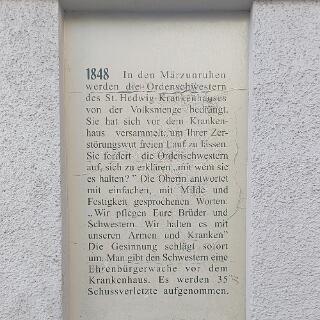 1848 In den Märzunruhen
werden die Ordenschwestern
des St. Hedwig-Krankenhauses
von der Volksmenge bedrängt.
Sie hat sich vor dem Kranken-
haus versammelt, um Ihrer Zer-
störungswut freien Lauf zu lassen.
Sie fordert die Ordenschwestern
auf, sich zu erklären „mit wem sie
es halten?" Die Oberin antwortet
mit einfachen, mit Milde und
Festigkeit gesprochenen Worten:
„Wir pflegen Eure Brüder und
Schwestern. Wir halten es mit
unseren Armen und Kranken"
Die Gesinnung schlägt sofort
um. Man gibt den Schwestern eine
Ehrenbürgerwache vor dem
Krankenhaus. Es werden 35
Schussverletzte aufgenommen.